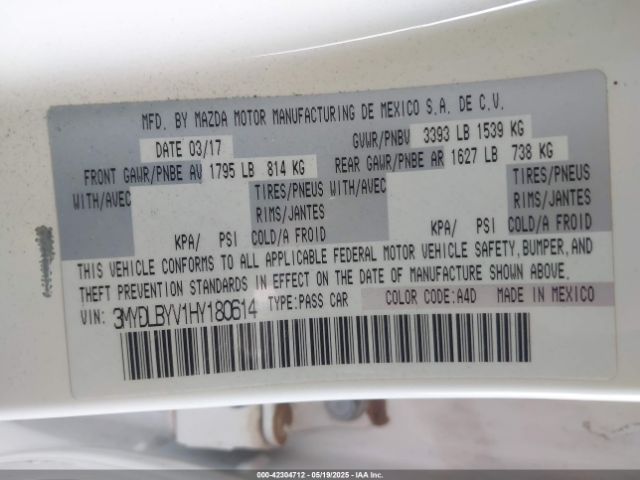 MFD. BY MAZDA MOTOR MANUFACTURING DE MEXICO S.A. DE C.V.
DATE 03/17 GVWR/PNBV 3393 LB 1539 KG
FRONT GAWR/PNBE AV 1795 LB 814 KG REAR GAWR/PNBE AR 1627 LB 738 KG
WITH/AVEC TIRES/PNEUS WITH/AVEC TIRES/PNEUS
RIMS/JANTES RIMS/JANTES
KPA/ PSI COLD/A FROID KPA/ PSI COLD/A FROID
THIS VEHICLE CONFORMS TO ALL APPLICABLE FEDERAL MOTOR VEHICLE SAFETY, BUMPER, AND
THEFT PREVENTION STANDARDS IN EFFECT ON THE DATE OF MANUFACTURE SHOWN ABOVE.
VIN: 3MYDLBYV1HY180614 TYPE:PASS CAR COLOR CODE:A4D MADE IN MEXICO
000-42304712 - 05/19/2025 - IAA Inc.